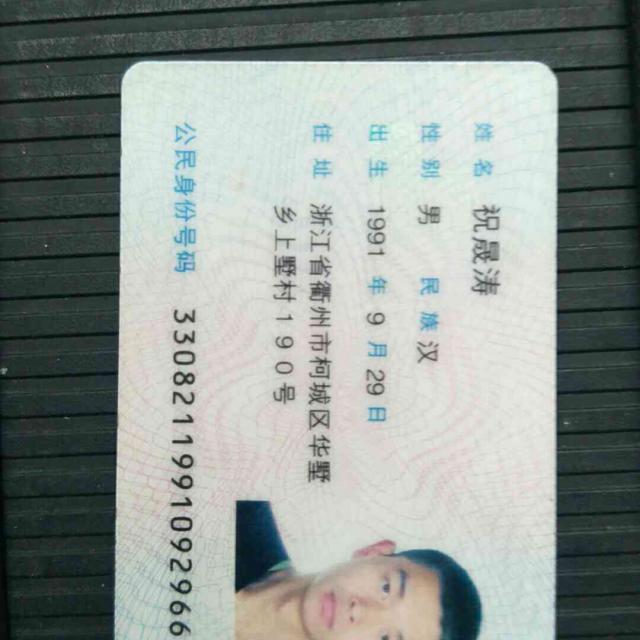 姓名 祝晟涛
性别 男 民族 汉
出生 1991 年 9 月 29 日
住址 浙江省衢州市柯城区华墅
乡上墅村190号
公民身份号码 3308211991092966